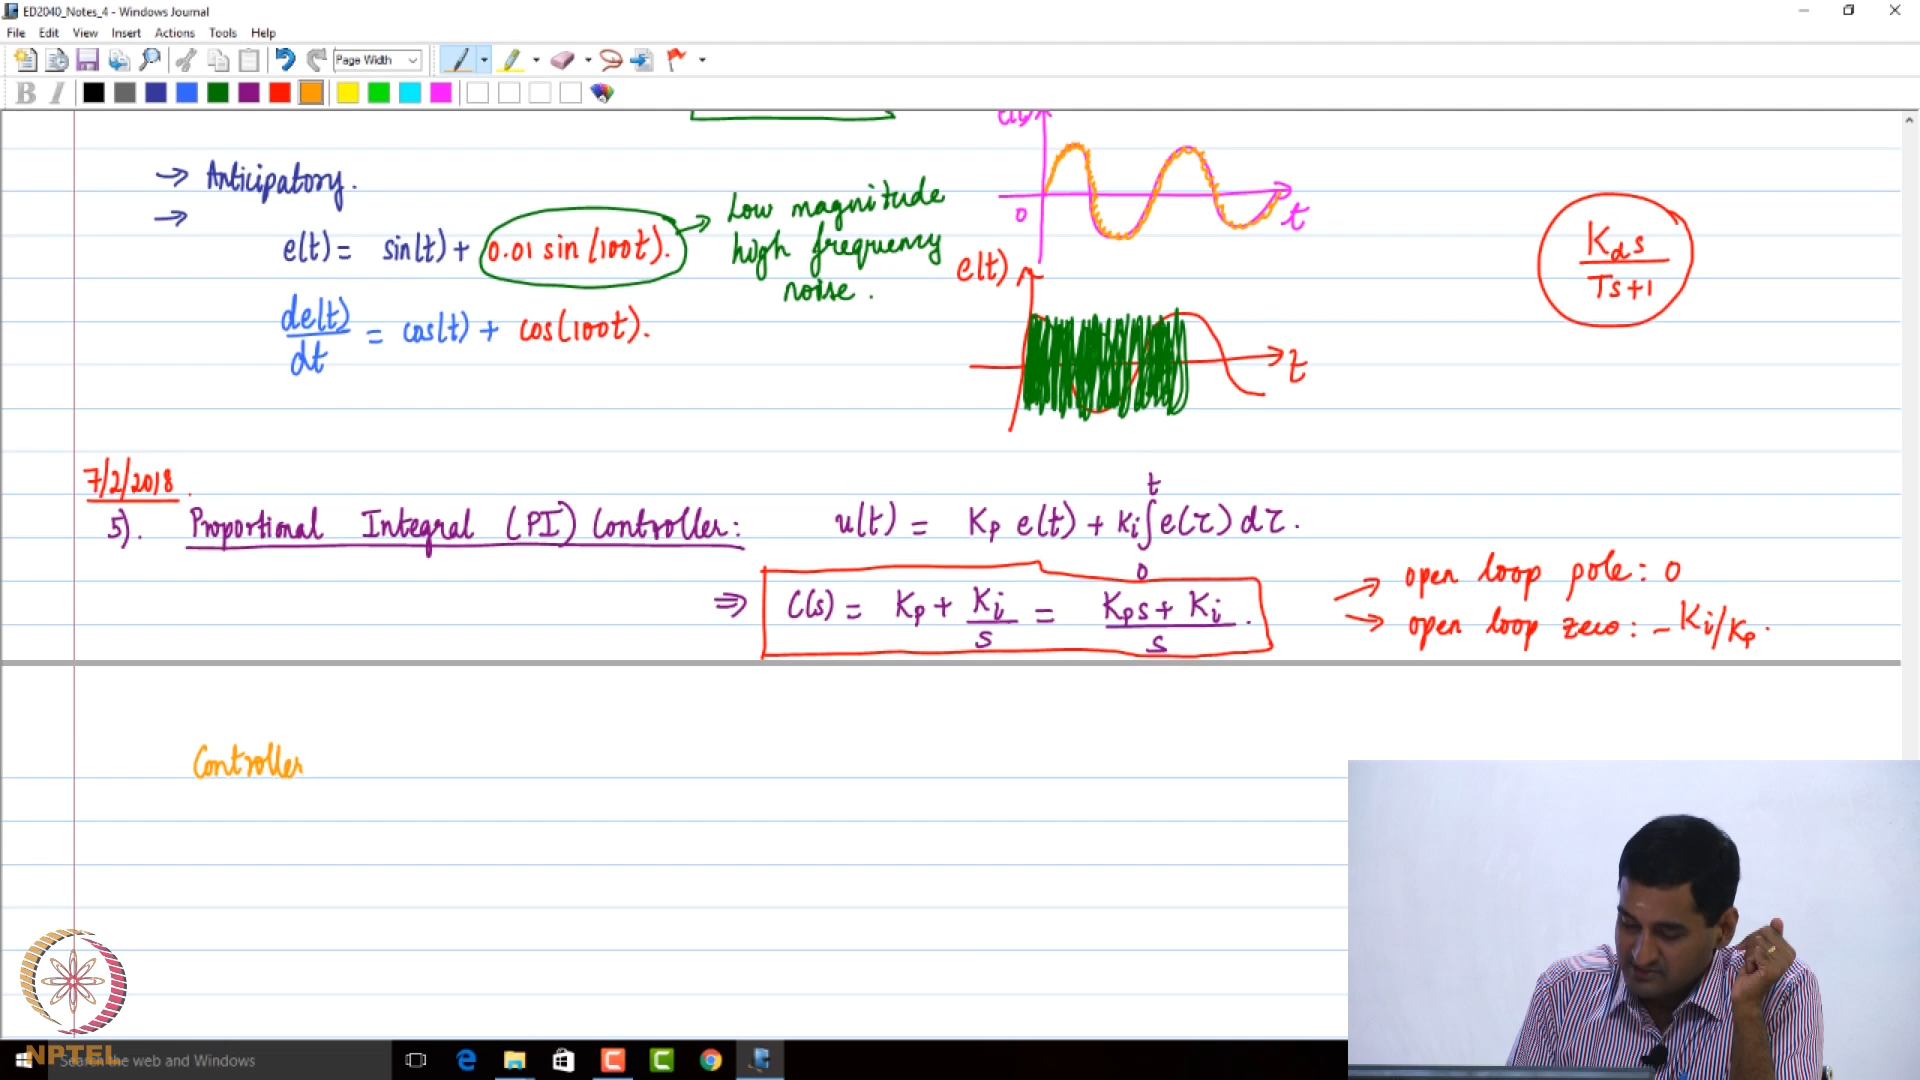 ED2040_Notes_4 - Windows Journal
File Edit View Insert Actions Tools Help
Page Width
B I
→ Anticipatory.
→
e(t) = sin(t) + 0.01 sin(100t).
→ Low magnitude
high frequency
noise.
de(t)/dt = cos(t) + cos(100t).
0
t
e(t)
t
Kds/Ts+1
7/2/2018.
5). Proportional Integral (PI) Controller: u(t) = Kp e(t) + Ki ∫₀ᵗ e(τ) dτ.
⇒ C(s) = Kp + Ki/s = Kps + Ki/s.
→ open loop pole: 0
→ open loop zero: -Ki/Kp.
Controller
NPTEL
Search the web and Windows